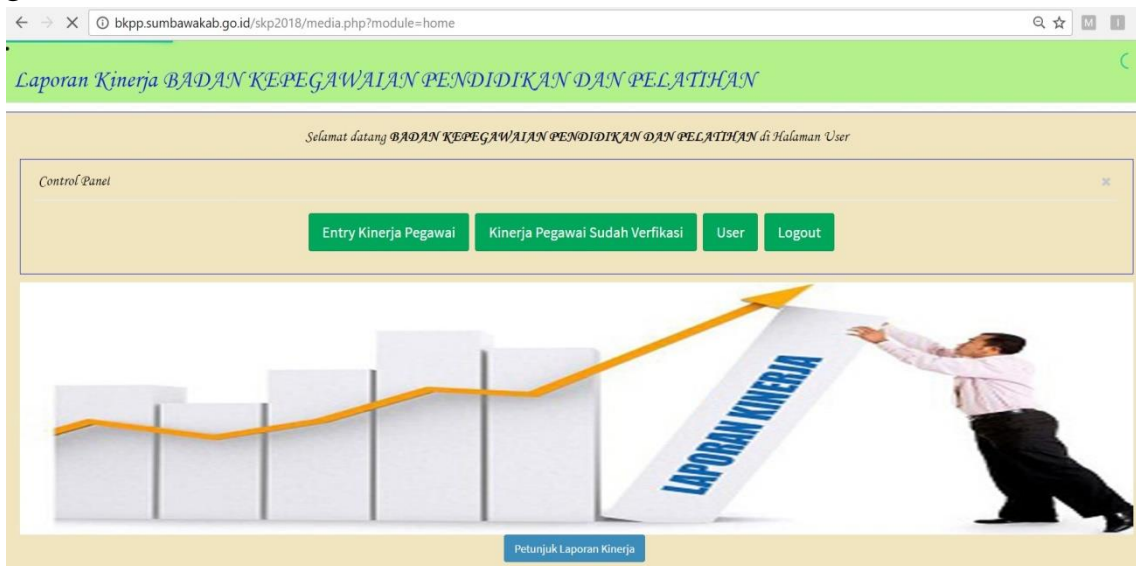 bkpp.sumbawakab.go.id/skp2018/media.php?module=home
M
I
Laporan Kinerja BADAN KEPEGAWAIAN PENDIDIKAN DAN PELATIHAN
Selamat datang BADAN KEPEGAWAIAN PENDIDIKAN DAN PELATIHAN di Halaman User
Control Panel
Entry Kinerja Pegawai
Kinerja Pegawai Sudah Verfikasi
User
Logout
LAPORAN KINERJA
Petunjuk Laporan Kinerja